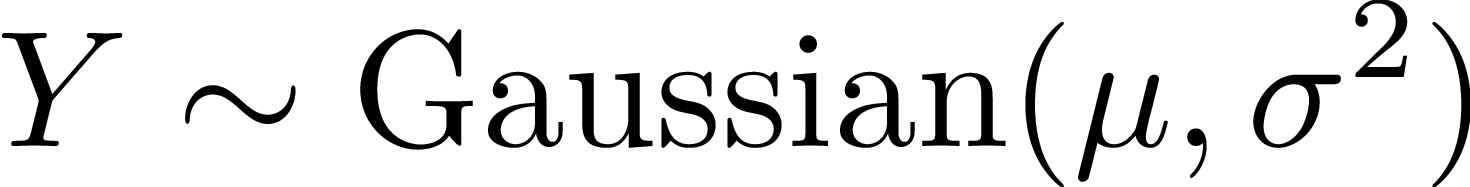 Y ∼ Gaussian(μ, σ²)